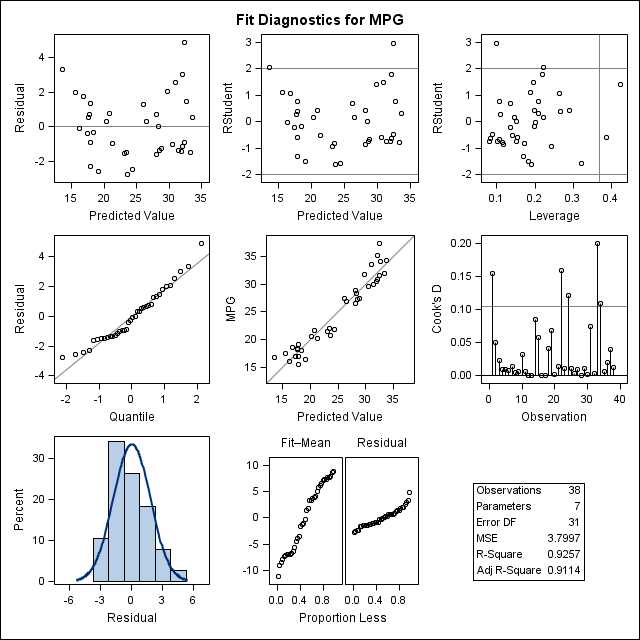 Fit Diagnostics for MPG
Residual
4
2
0
-2
15 20 25 30 35
Predicted Value
RStudent
3
2
1
0
-1
-2
15 20 25 30 35
Predicted Value
RStudent
3
2
1
0
-1
-2
0.1 0.2 0.3 0.4
Leverage
Residual
4
2
0
-2
-4
-2 -1 0 1 2
Quantile
MPG
35
30
25
20
15
15 20 25 30 35
Predicted Value
Cook's D
0.20
0.15
0.10
0.05
0.00
0 10 20 30 40
Observation
Percent
30
20
10
0
-6 -3 0 3 6
Residual
Fit–Mean Residual
10
5
0
-5
-10
0.0 0.4 0.8 0.0 0.4 0.8
Proportion Less
Observations 38
Parameters 7
Error DF 31
MSE 3.7997
R-Square 0.9257
Adj R-Square 0.9114